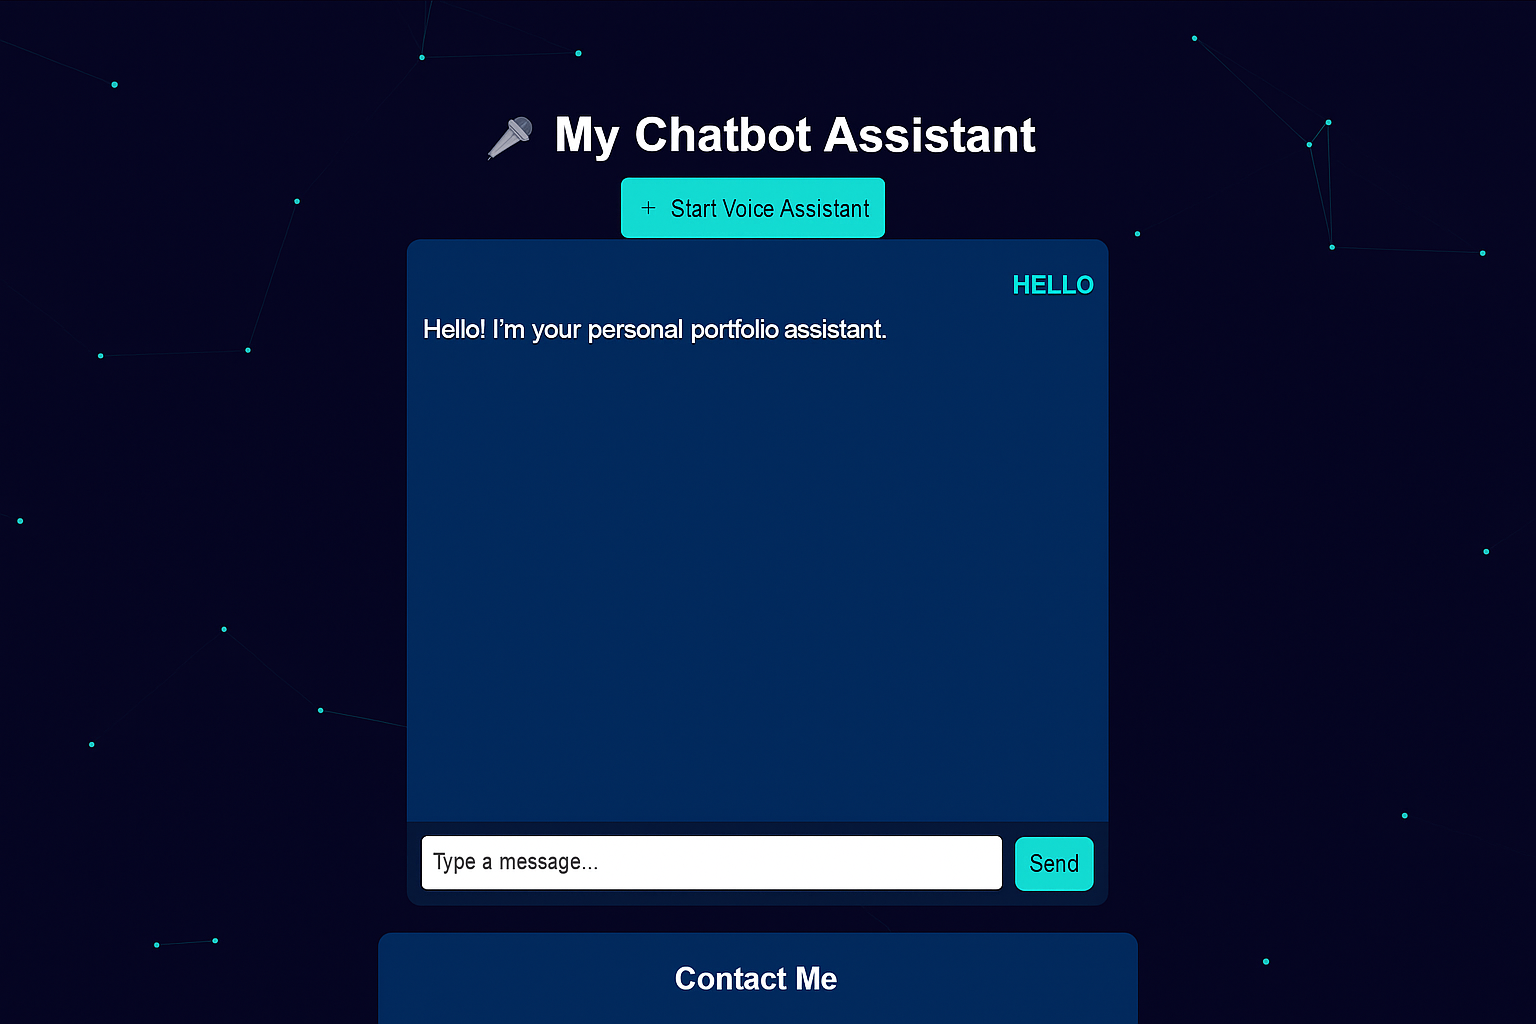 My Chatbot Assistant
+ Start Voice Assistant
HELLO
Hello! I'm your personal portfolio assistant.
Type a message...
Send
Contact Me